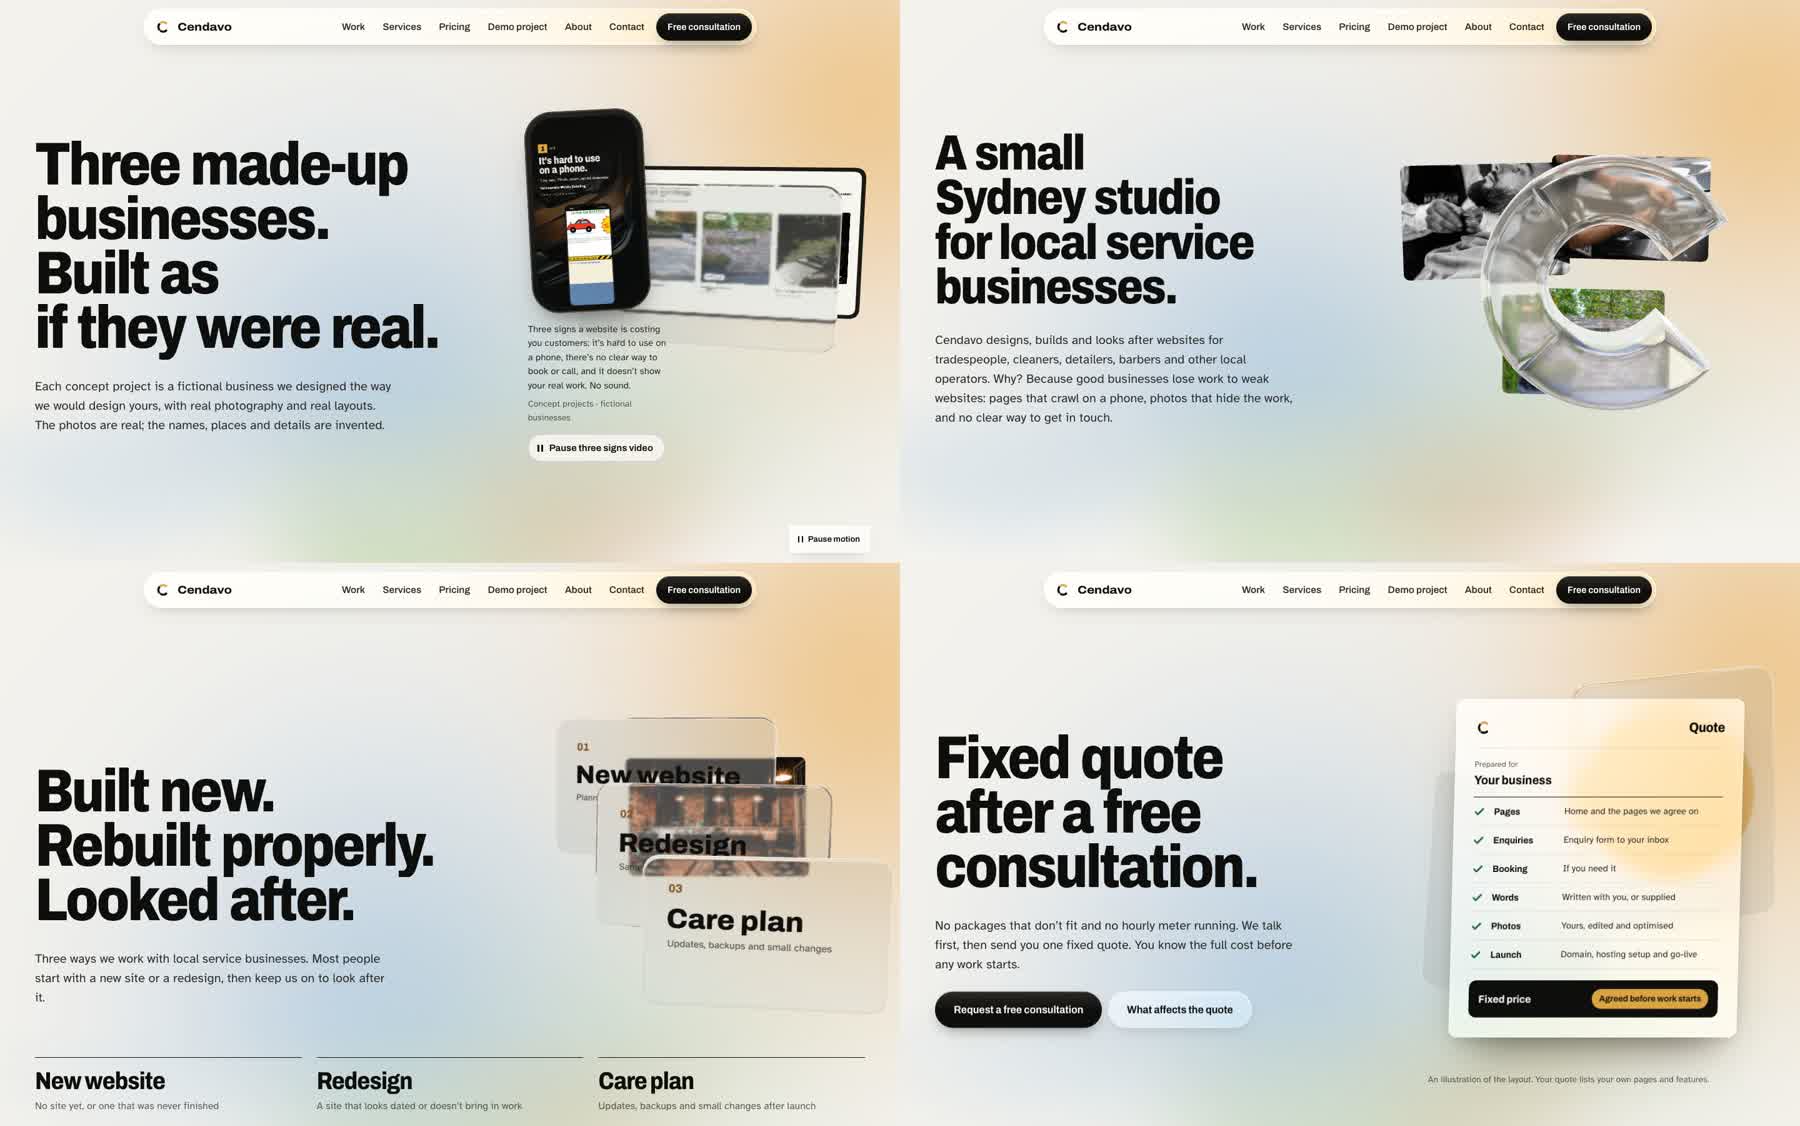 Cendavo
Work Services Pricing Demo project About Contact Free consultation
Three made-up
businesses.
Built as
if they were real.
Each concept project is a fictional business we designed the way
we would design yours, with real photography and real layouts.
The photos are real; the names, places and details are invented.
It's hard to use
on a phone.
Three signs a website is costing
you customers: it's hard to use on
a phone, there's no clear way to
book or call, and it doesn't show
your real work. No sound.
Concept projects - fictional
businesses
Pause three signs video
Pause motion
Cendavo
Work Services Pricing Demo project About Contact Free consultation
A small
Sydney studio
for local service
businesses.
Cendavo designs, builds and looks after websites for
tradespeople, cleaners, detailers, barbers and other local
operators. Why? Because good businesses lose work to weak
websites: pages that crawl on a phone, photos that hide the work,
and no clear way to get in touch.
Cendavo
Work Services Pricing Demo project About Contact Free consultation
Built new.
Rebuilt properly.
Looked after.
Three ways we work with local service businesses. Most people
start with a new site or a redesign, then keep us on to look after
it.
01
New website
02
Redesign
03
Care plan
Updates, backups and small changes
New website
No site yet, or one that was never finished
Redesign
A site that looks dated or doesn't bring in work
Care plan
Updates, backups and small changes after launch
Cendavo
Work Services Pricing Demo project About Contact Free consultation
Fixed quote
after a free
consultation.
No packages that don't fit and no hourly meter running. We talk
first, then send you one fixed quote. You know the full cost before
any work starts.
Request a free consultation
What affects the quote
Quote
Prepared for
Your business
Pages Home and the pages we agree on
Enquiries Enquiry form to your inbox
Booking If you need it
Words Written with you, or supplied
Photos Yours, edited and optimised
Launch Domain, hosting setup and go-live
Fixed price Agreed before work starts
An illustration of the layout. Your quote lists your own pages and features.